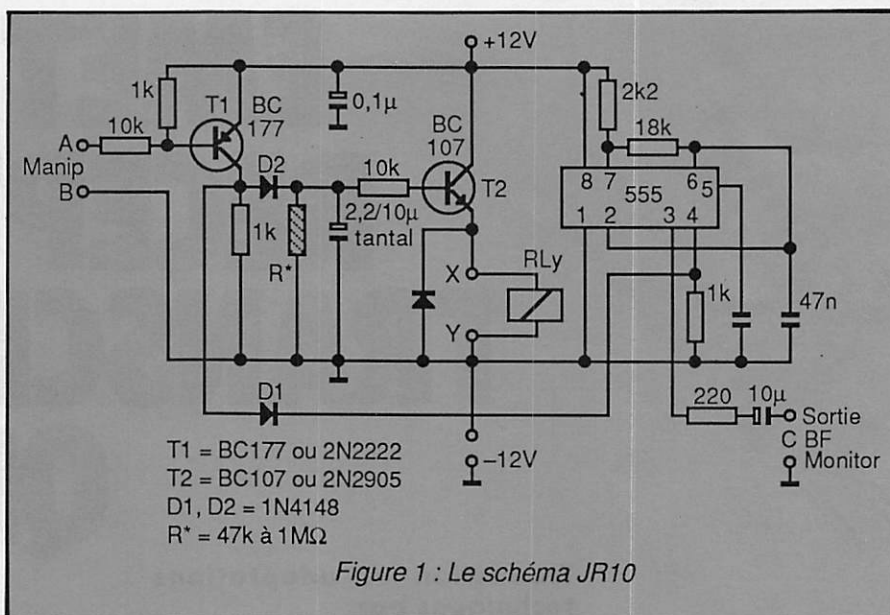 +12V
1k
T1
BC
177
0,1µ
2k2
18k
10k
A
Manip
B
D2
BC
107
10k
T2
8
7
6
5
555
1
2
3
4
1k
R*
2,2/10µ
tantal
X
RLy
Y
1k
47n
D1
220
10µ
Sortie
C BF
Monitor
–12V
T1 = BC177 ou 2N2222
T2 = BC107 ou 2N2905
D1, D2 = 1N4148
R* = 47k à 1MΩ
Figure 1 : Le schéma JR10